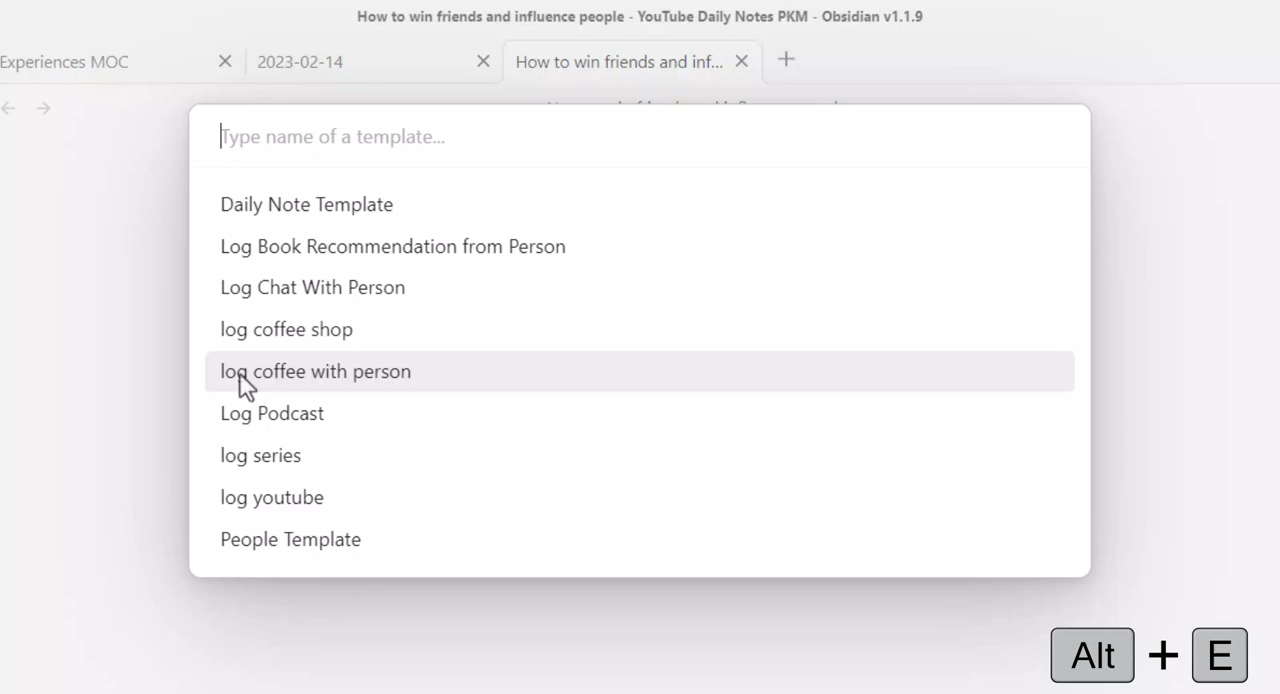 How to win friends and influence people - YouTube Daily Notes PKM - Obsidian v1.1.9
Experiences MOC
2023-02-14
How to win friends and inf...
Type name of a template...
Daily Note Template
Log Book Recommendation from Person
Log Chat With Person
log coffee shop
log coffee with person
Log Podcast
log series
log youtube
People Template
Alt + E